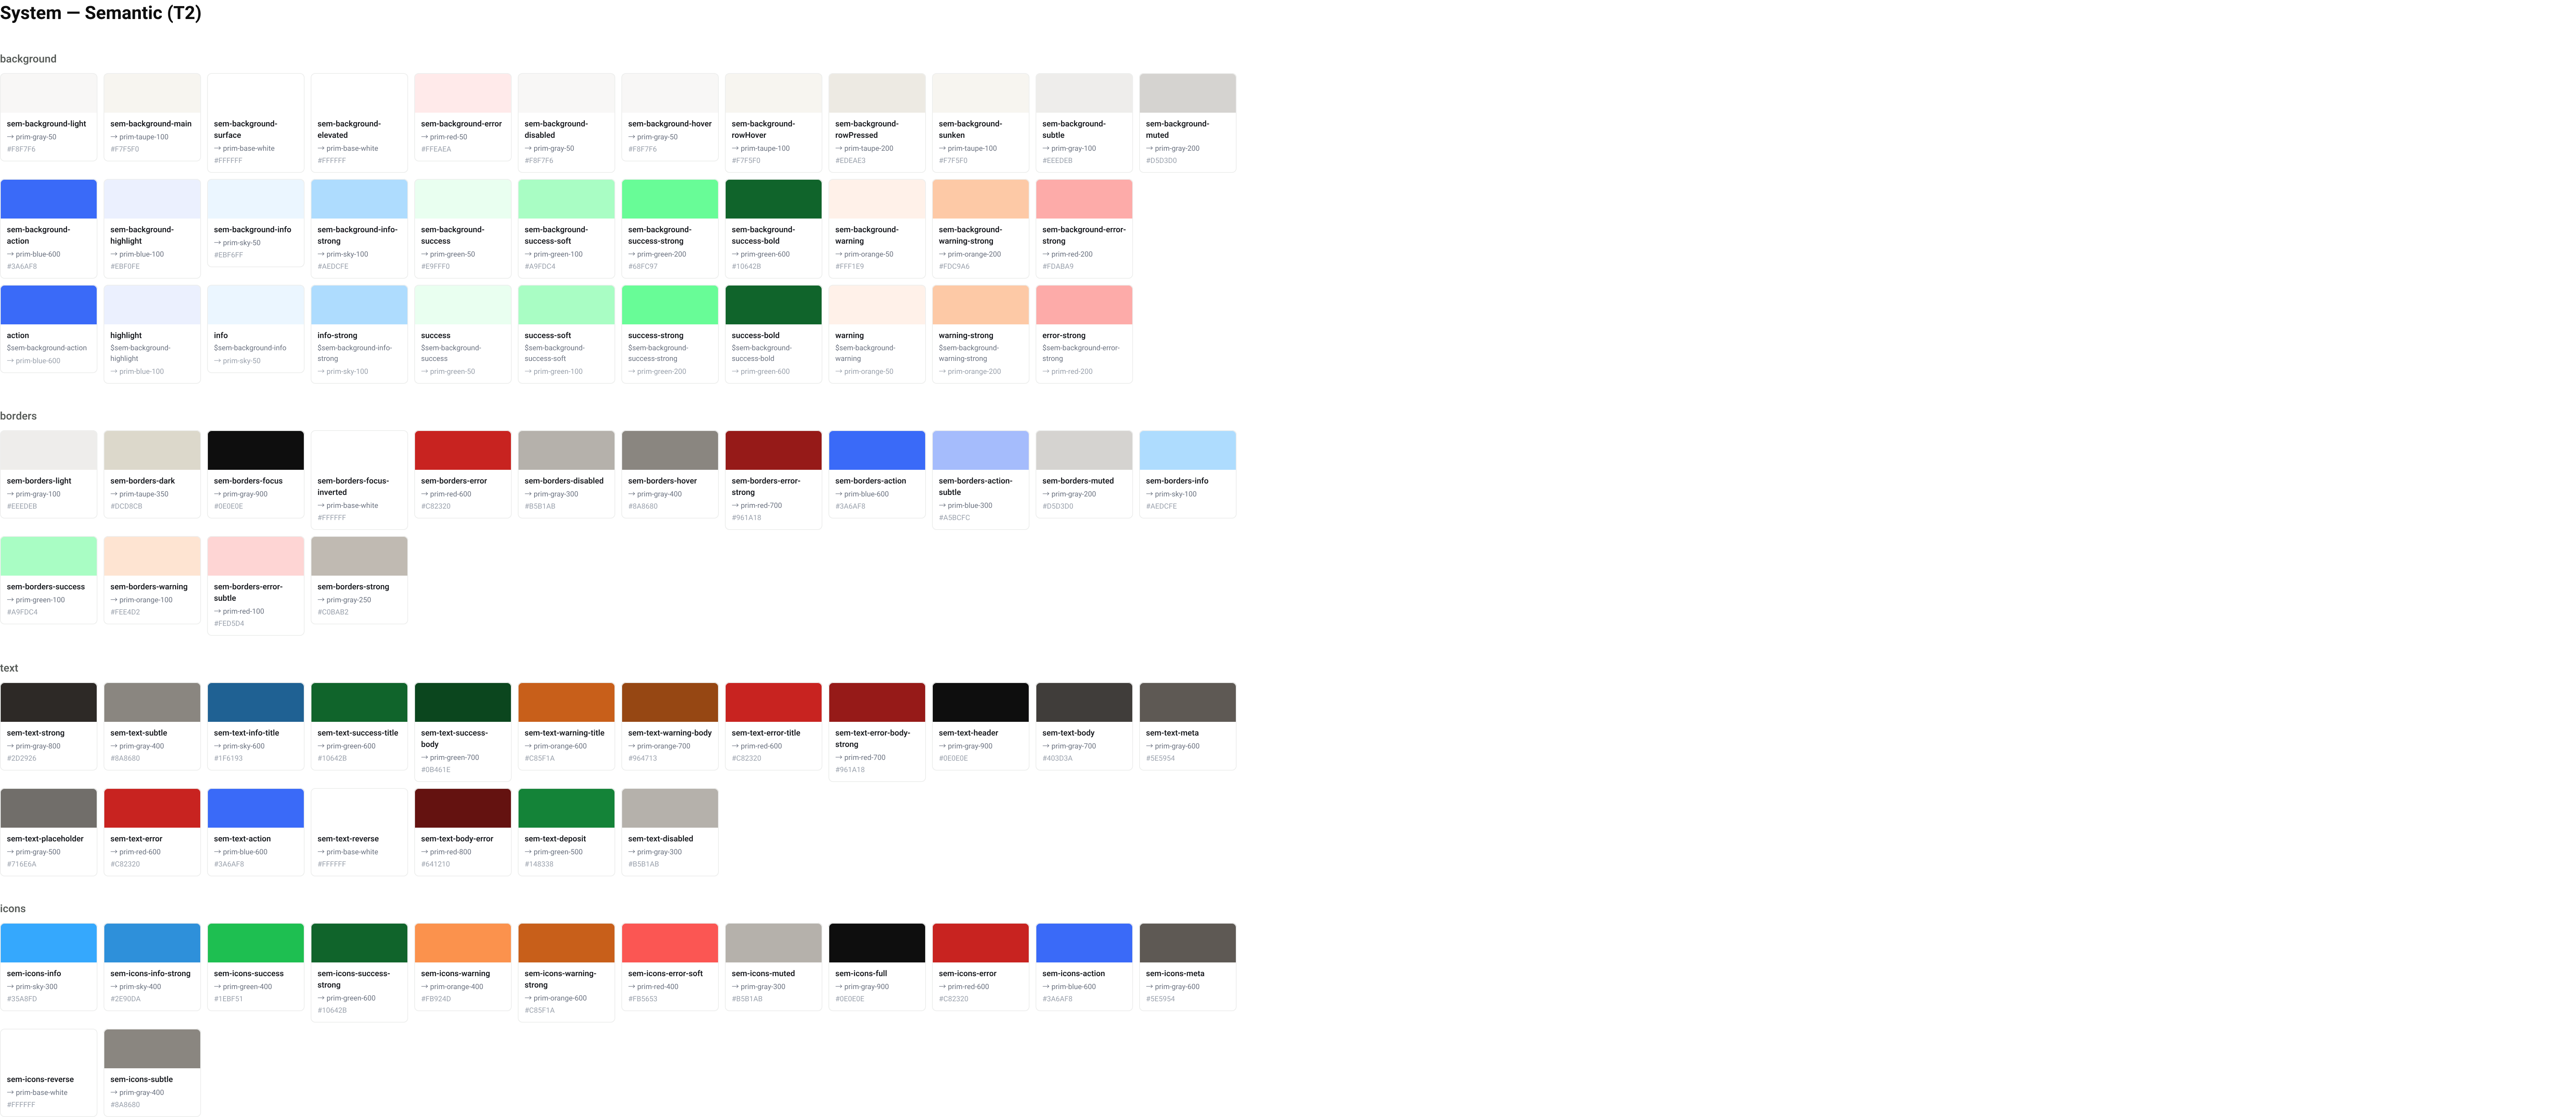 System — Semantic (T2)
background
sem-background-light
→ prim-gray-50
#F8F7F6
sem-background-main
→ prim-taupe-100
#F7F5F0
sem-background-
surface
→ prim-base-white
#FFFFFF
sem-background-
elevated
→ prim-base-white
#FFFFFF
sem-background-error
→ prim-red-50
#FFEAEA
sem-background-
disabled
→ prim-gray-50
#F8F7F6
sem-background-hover
→ prim-gray-50
#F8F7F6
sem-background-
rowHover
→ prim-taupe-100
#F7F5F0
sem-background-
rowPressed
→ prim-taupe-200
#EDEAE3
sem-background-
sunken
→ prim-taupe-100
#F7F5F0
sem-background-
subtle
→ prim-gray-100
#EEEDEB
sem-background-
muted
→ prim-gray-200
#D5D3D0
sem-background-
action
→ prim-blue-600
#3A6AF8
sem-background-
highlight
→ prim-blue-100
#EBF0FE
sem-background-info
→ prim-sky-50
#EBF6FF
sem-background-info-
strong
→ prim-sky-100
#AEDCFE
sem-background-
success
→ prim-green-50
#E9FFF0
sem-background-
success-soft
→ prim-green-100
#A9FDC4
sem-background-
success-strong
→ prim-green-200
#68FC97
sem-background-
success-bold
→ prim-green-600
#10642B
sem-background-
warning
→ prim-orange-50
#FFF1E9
sem-background-
warning-strong
→ prim-orange-200
#FDC9A6
sem-background-error-
strong
→ prim-red-200
#FDABA9
action
$sem-background-action
→ prim-blue-600
highlight
$sem-background-
highlight
→ prim-blue-100
info
$sem-background-info
→ prim-sky-50
info-strong
$sem-background-info-
strong
→ prim-sky-100
success
$sem-background-
success
→ prim-green-50
success-soft
$sem-background-
success-soft
→ prim-green-100
success-strong
$sem-background-
success-strong
→ prim-green-200
success-bold
$sem-background-
success-bold
→ prim-green-600
warning
$sem-background-
warning
→ prim-orange-50
warning-strong
$sem-background-
warning-strong
→ prim-orange-200
error-strong
$sem-background-error-
strong
→ prim-red-200
borders
sem-borders-light
→ prim-gray-100
#EEEDEB
sem-borders-dark
→ prim-taupe-350
#DCD8CB
sem-borders-focus
→ prim-gray-900
#0E0E0E
sem-borders-focus-
inverted
→ prim-base-white
#FFFFFF
sem-borders-error
→ prim-red-600
#C82320
sem-borders-disabled
→ prim-gray-300
#B5B1AB
sem-borders-hover
→ prim-gray-400
#8A8680
sem-borders-error-
strong
→ prim-red-700
#961A18
sem-borders-action
→ prim-blue-600
#3A6AF8
sem-borders-action-
subtle
→ prim-blue-300
#A5BCFC
sem-borders-muted
→ prim-gray-200
#D5D3D0
sem-borders-info
→ prim-sky-100
#AEDCFE
sem-borders-success
→ prim-green-100
#A9FDC4
sem-borders-warning
→ prim-orange-100
#FEE4D2
sem-borders-error-
subtle
→ prim-red-100
#FED5D4
sem-borders-strong
→ prim-gray-250
#C0BAB2
text
sem-text-strong
→ prim-gray-800
#2D2926
sem-text-subtle
→ prim-gray-400
#8A8680
sem-text-info-title
→ prim-sky-600
#1F6193
sem-text-success-title
→ prim-green-600
#10642B
sem-text-success-
body
→ prim-green-700
#0B461E
sem-text-warning-title
→ prim-orange-600
#C85F1A
sem-text-warning-body
→ prim-orange-700
#964713
sem-text-error-title
→ prim-red-600
#C82320
sem-text-error-body-
strong
→ prim-red-700
#961A18
sem-text-header
→ prim-gray-900
#0E0E0E
sem-text-body
→ prim-gray-700
#403D3A
sem-text-meta
→ prim-gray-600
#5E5954
sem-text-placeholder
→ prim-gray-500
#716E6A
sem-text-error
→ prim-red-600
#C82320
sem-text-action
→ prim-blue-600
#3A6AF8
sem-text-reverse
→ prim-base-white
#FFFFFF
sem-text-body-error
→ prim-red-800
#641210
sem-text-deposit
→ prim-green-500
#148338
sem-text-disabled
→ prim-gray-300
#B5B1AB
icons
sem-icons-info
→ prim-sky-300
#35A8FD
sem-icons-info-strong
→ prim-sky-400
#2E90DA
sem-icons-success
→ prim-green-400
#1EBF51
sem-icons-success-
strong
→ prim-green-600
#10642B
sem-icons-warning
→ prim-orange-400
#FB924D
sem-icons-warning-
strong
→ prim-orange-600
#C85F1A
sem-icons-error-soft
→ prim-red-400
#FB5653
sem-icons-muted
→ prim-gray-300
#B5B1AB
sem-icons-full
→ prim-gray-900
#0E0E0E
sem-icons-error
→ prim-red-600
#C82320
sem-icons-action
→ prim-blue-600
#3A6AF8
sem-icons-meta
→ prim-gray-600
#5E5954
sem-icons-reverse
→ prim-base-white
#FFFFFF
sem-icons-subtle
→ prim-gray-400
#8A8680